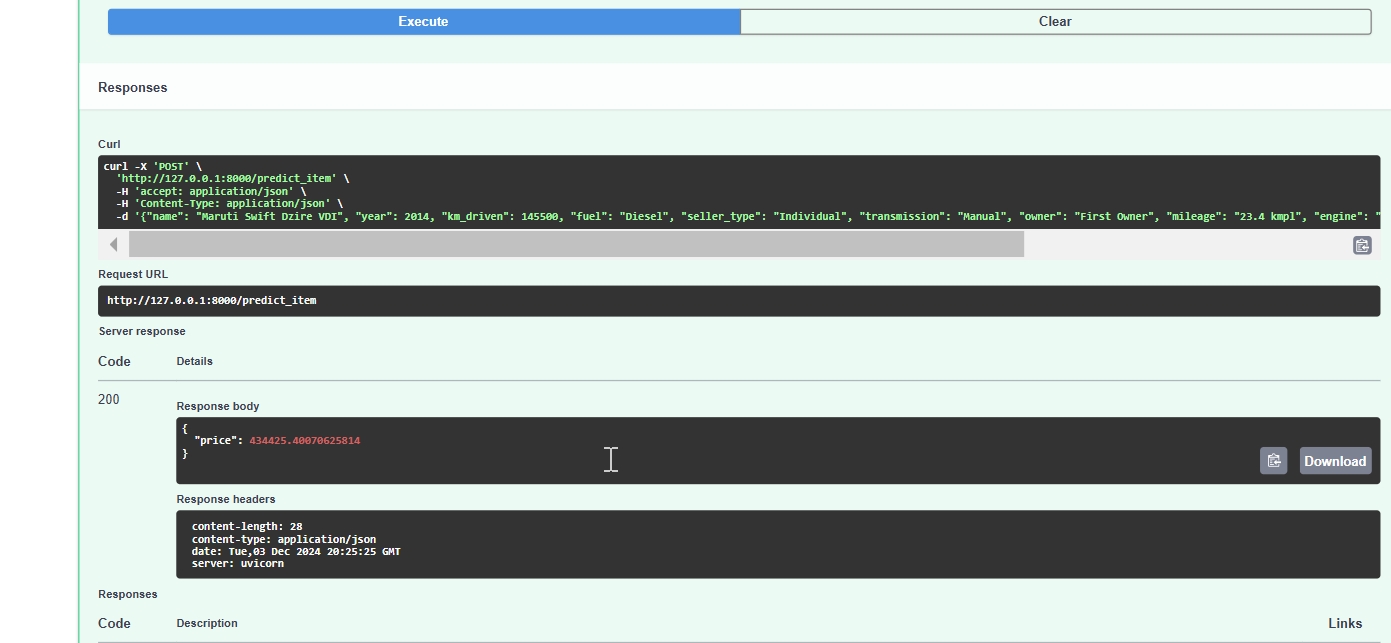 Execute
Clear
Responses
Curl
curl -X 'POST' \
'http://127.0.0.1:8000/predict_item' \
-H 'accept: application/json' \
-H 'Content-Type: application/json' \
-d '{"name": "Maruti Swift Dzire VDI", "year": 2014, "km_driven": 145500, "fuel": "Diesel", "seller_type": "Individual", "transmission": "Manual", "owner": "First Owner", "mileage": "23.4 kmpl", "engine": "
Request URL
http://127.0.0.1:8000/predict_item
Server response
Code Details
200
Response body
{
"price": 434425.40070625814
}
Download
Response headers
content-length: 28
content-type: application/json
date: Tue,03 Dec 2024 20:25:25 GMT
server: uvicorn
Responses
Code Description Links